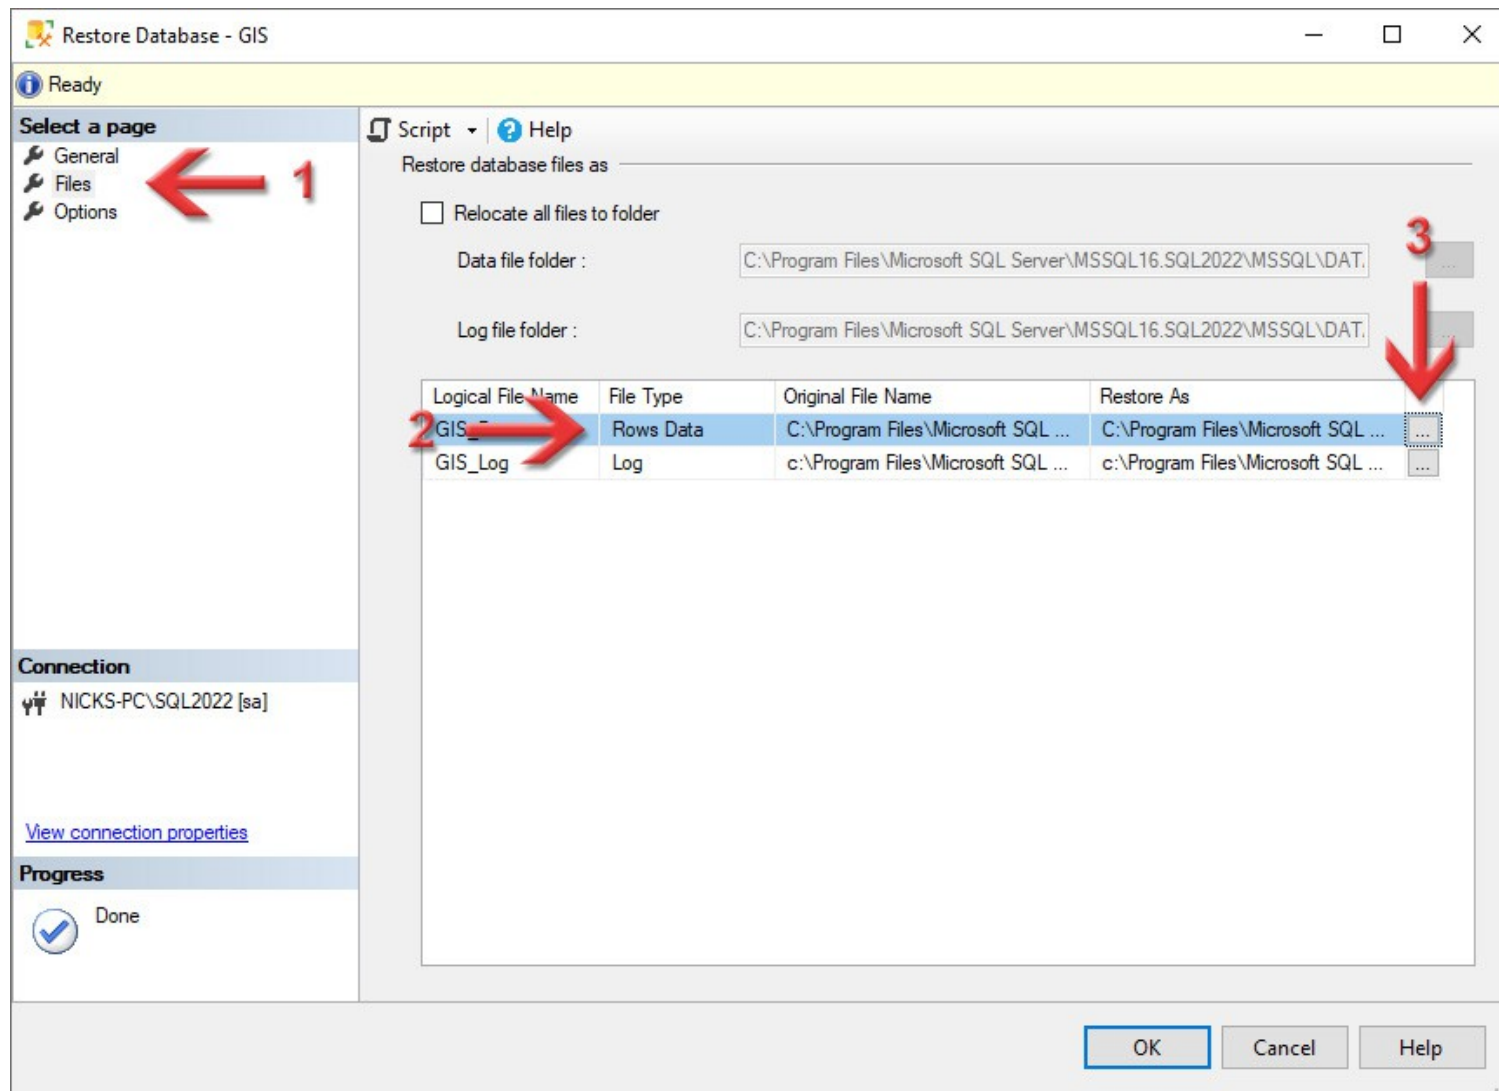 Restore Database - GIS
Ready
Select a page
General
Files
Options
1
Script
Help
Restore database files as
Relocate all files to folder
3
Data file folder :
C:\Program Files\Microsoft SQL Server\MSSQL16.SQL2022\MSSQL\DAT
...
Log file folder :
C:\Program Files\Microsoft SQL Server\MSSQL16.SQL2022\MSSQL\DAT
Logical File Name File Type Original File Name Restore As
2 Rows Data C:\Program Files\Microsoft SQL ... C:\Program Files\Microsoft SQL ... ...
GIS_Log Log c:\Program Files\Microsoft SQL ... c:\Program Files\Microsoft SQL ... ...
Connection
NICKS-PC\SQL2022 [sa]
View connection properties
Progress
Done
OK Cancel Help